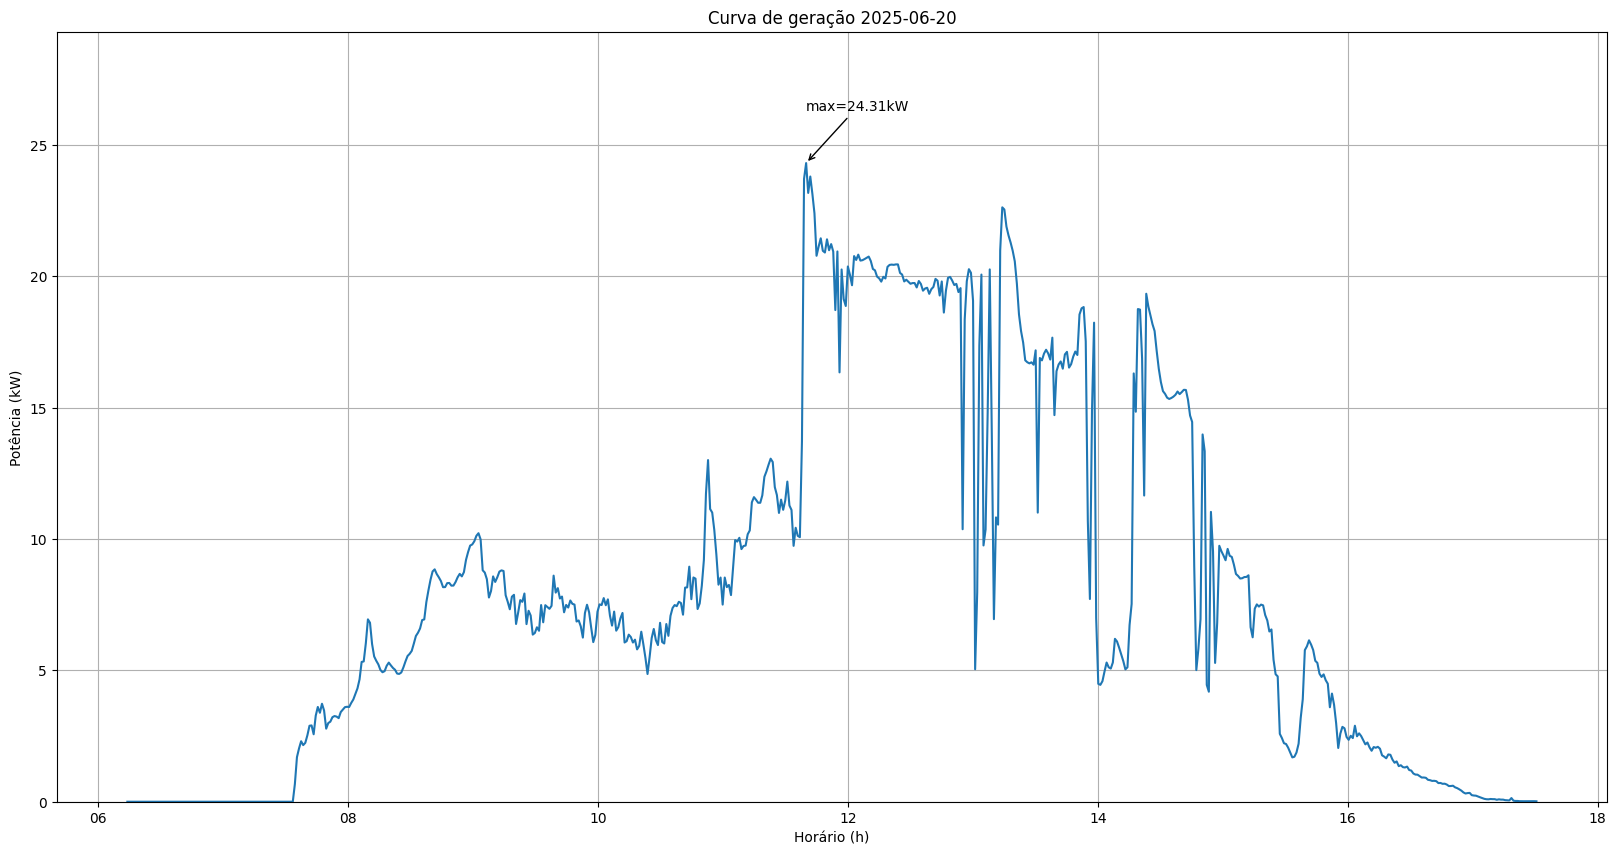 Curva de geração 2025-06-20
max=24.31kW
25
20
15
10
5
0
Potência (kW)
06 08 10 12 14 16 18
Horário (h)